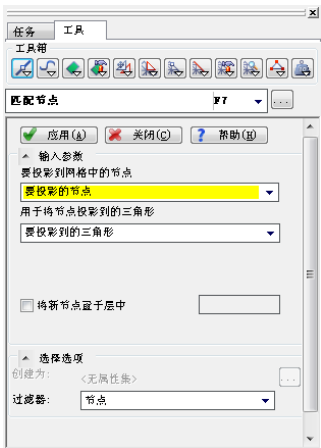 任务 工具
工具箱
匹配节点 F7 ...
应用(A) 关闭(C) ? 帮助(H)
输入参数
要投影到网格中的节点
要投影的节点
用于将节点投影到的三角形
要投影到的三角形
将新节点置于层中
选择选项
创建为: <无属性集> ...
过滤器: 节点